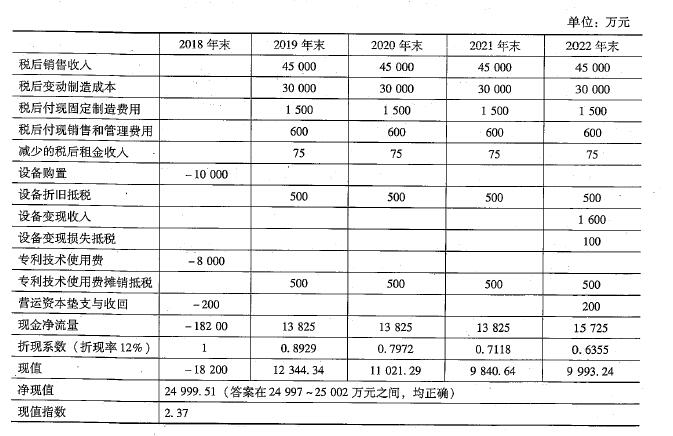 单位：万元
2018 年末 2019 年末 2020 年末 2021 年末 2022 年末
税后销售收入 45 000 45 000 45 000 45 000
税后变动制造成本 30 000 30 000 30 000 30 000
税后付现固定制造费用 1 500 1 500 1 500 1 500
税后付现销售和管理费用 600 600 600 600
减少的税后租金收入 75 75 75 75
设备购置 -10 000
设备折旧抵税 500 500 500 500
设备变现收入 1 600
设备变现损失抵税 100
专利技术使用费 -8 000
专利技术使用费摊销抵税 500 500 500 500
营运资本垫支与收回 -200 200
现金净流量 -182 00 13 825 13 825 13 825 15 725
折现系数（折现率 12%） 1 0.8929 0.7972 0.7118 0.6355
现值 -18 200 12 344.34 11 021.29 9 840.64 9 993.24
净现值 24 999.51（答案在 24 997 ~ 25 002 万元之间，均正确）
现值指数 2.37